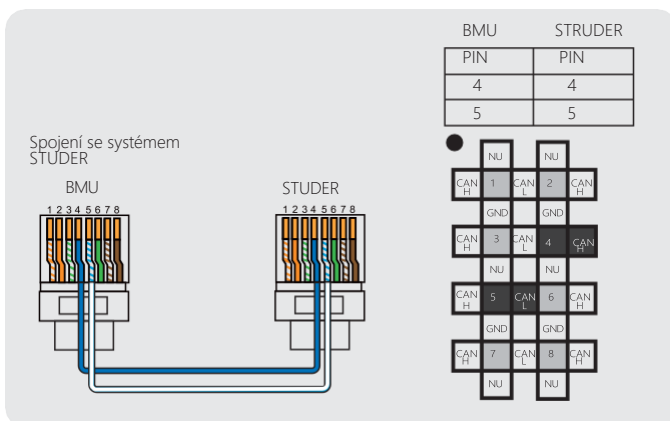 BMU STRUDER
PIN PIN
4 4
5 5
Spojení se systémem
STUDER
BMU STUDER
1 2 3 4 5 6 7 8 1 2 3 4 5 6 7 8
NU NU
CAN H 1 CAN L 2 CAN H
GND GND
CAN H 3 CAN L 4 CAN H
NU NU
CAN H 5 CAN L 6 CAN H
GND GND
CAN H 7 CAN L 8 CAN H
NU NU